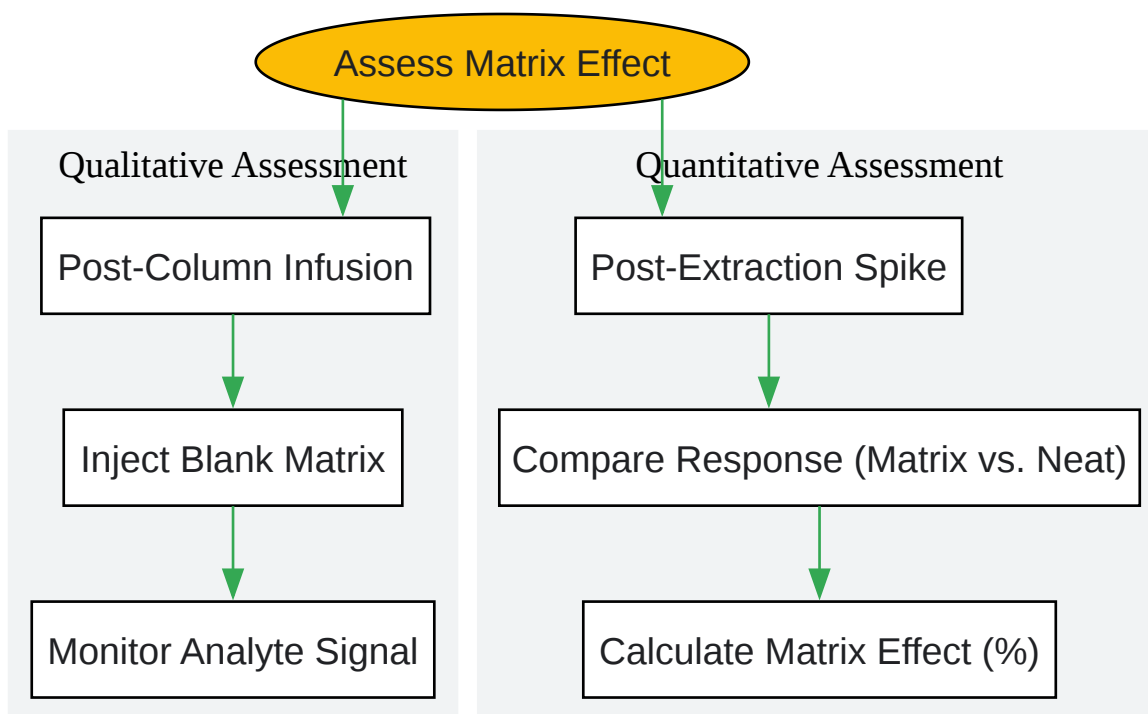 Assess Matrix Effect
Qualitative Assessment
Post-Column Infusion
Inject Blank Matrix
Monitor Analyte Signal
Quantitative Assessment
Post-Extraction Spike
Compare Response (Matrix vs. Neat)
Calculate Matrix Effect (%)